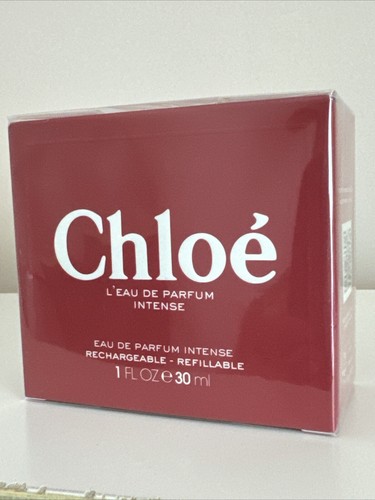 Chloé
L'EAU DE PARFUM
INTENSE
EAU DE PARFUM INTENSE
RECHARGEABLE - REFILLABLE
1 FL OZ ℮ 30 ml